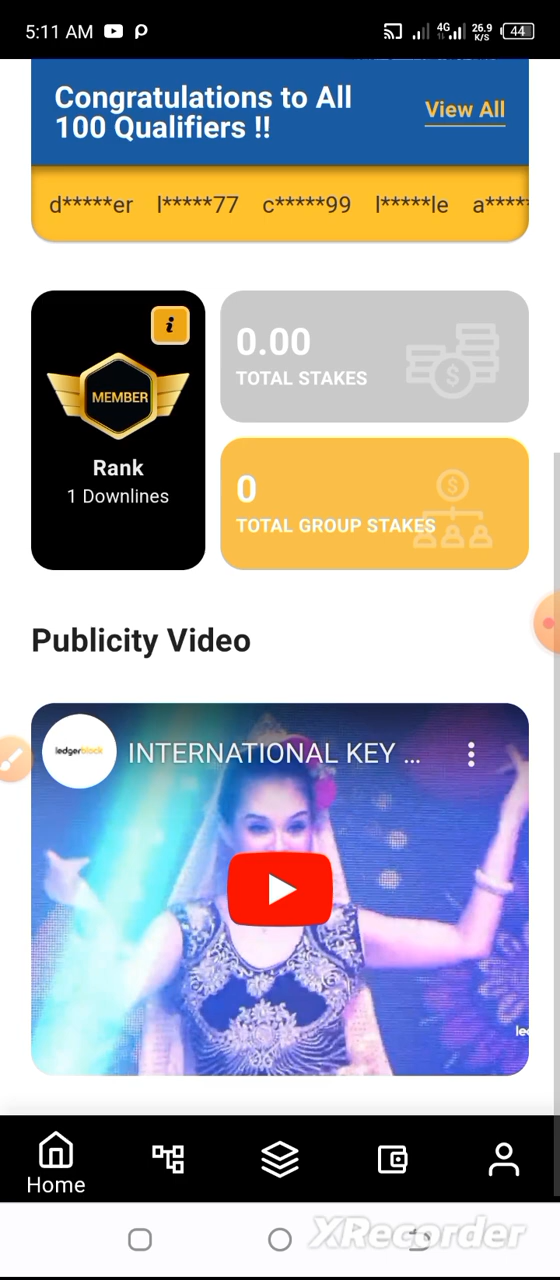 5:11 AM 4G 26.9 K/S 44
Congratulations to All
100 Qualifiers !!
View All
d*****er l*****77 c*****99 l*****le a****
i
MEMBER
Rank
1 Downlines
0.00
TOTAL STAKES
0
TOTAL GROUP STAKES
Publicity Video
ledgerblock
INTERNATIONAL KEY ...
Home
XRecorder